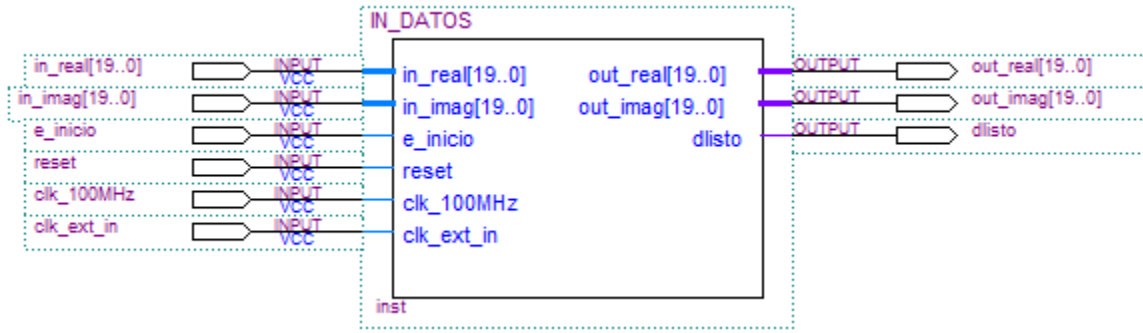 IN_DATOS
in_real[19..0] INPUT VCC in_real[19..0] out_real[19..0] OUTPUT out_real[19..0]
in_imag[19..0] INPUT VCC in_imag[19..0] out_imag[19..0] OUTPUT out_imag[19..0]
e_inicio INPUT VCC e_inicio dlisto OUTPUT dlisto
reset INPUT VCC reset
clk_100MHz INPUT VCC clk_100MHz
clk_ext_in INPUT VCC clk_ext_in
inst